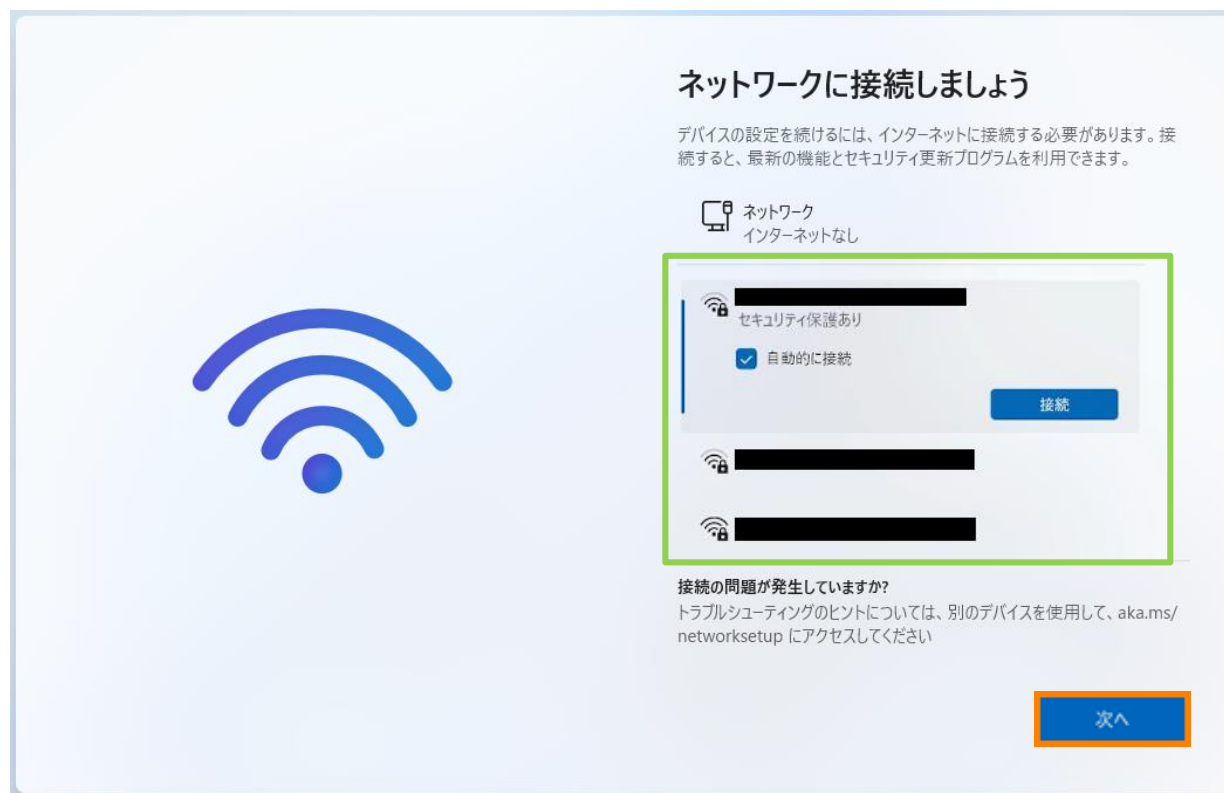 ネットワークに接続しましょう
デバイスの設定を続けるには、インターネットに接続する必要があります。接
続すると、最新の機能とセキュリティ更新プログラムを利用できます。
ネットワーク
インターネットなし
セキュリティ保護あり
自動的に接続
接続
接続の問題が発生していますか?
トラブルシューティングのヒントについては、別のデバイスを使用して、aka.ms/
networksetup にアクセスしてください
次へ